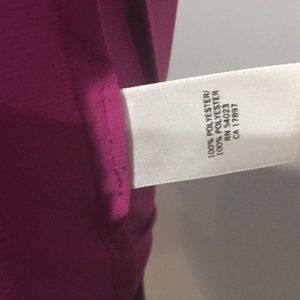 100% POLYESTER/
100% POLYESTER
RN 54023
CA 17897